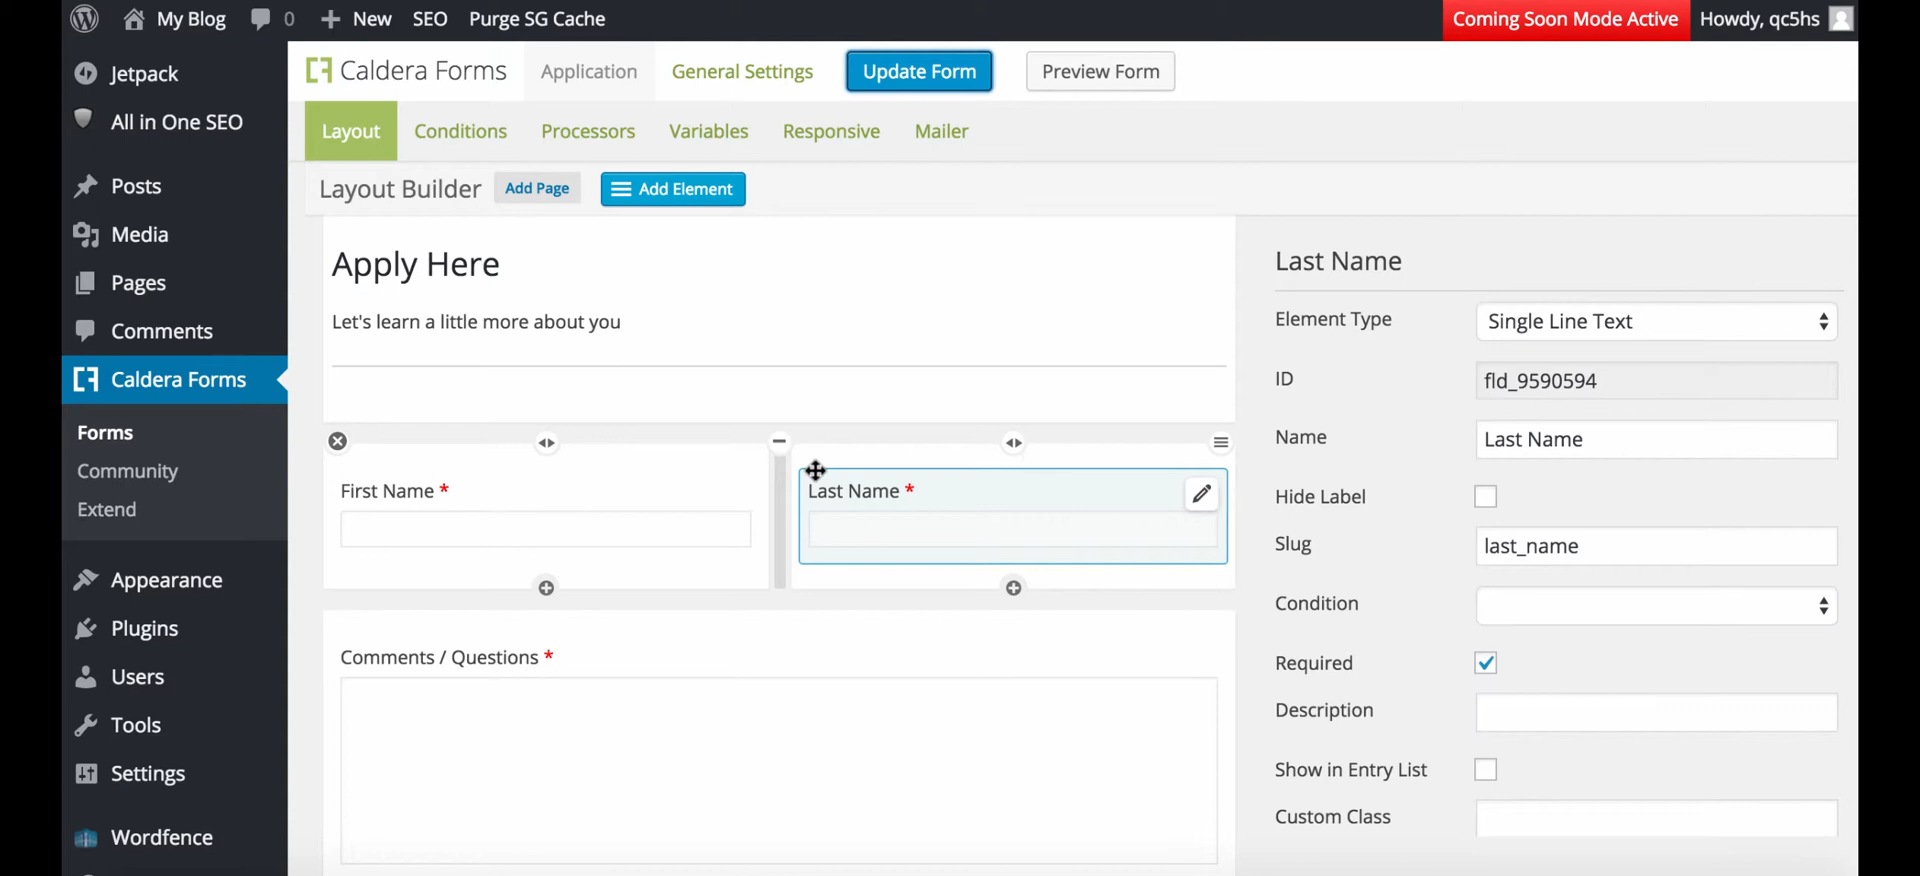 My Blog 0 New SEO Purge SG Cache Coming Soon Mode Active Howdy, qc5hs
Jetpack
All in One SEO
Posts
Media
Pages
Comments
Caldera Forms
Forms
Community
Extend
Appearance
Plugins
Users
Tools
Settings
Wordfence
Caldera Forms Application General Settings Update Form Preview Form
Layout Conditions Processors Variables Responsive Mailer
Layout Builder Add Page Add Element
Apply Here
Let's learn a little more about you
First Name *
Last Name *
Comments / Questions *
Last Name
Element Type Single Line Text
ID fld_9590594
Name Last Name
Hide Label
Slug last_name
Condition
Required
Description
Show in Entry List
Custom Class